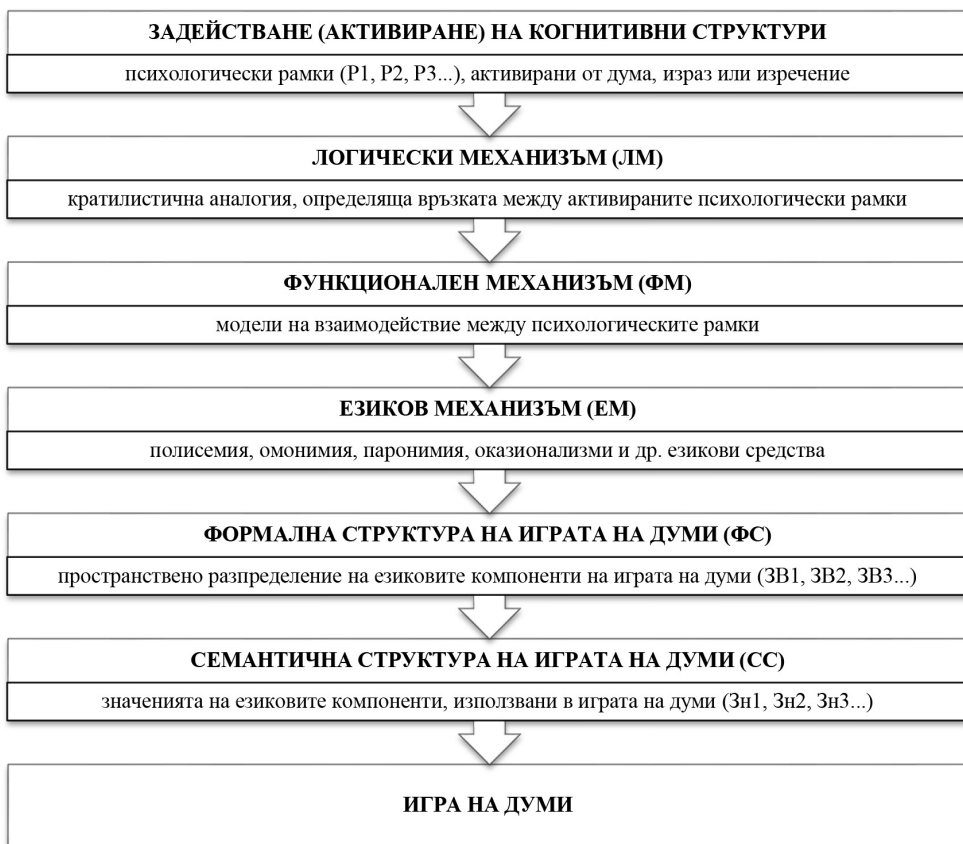 ЗАДЕЙСТВАНЕ (АКТИВИРАНЕ) НА КОГНИТИВНИ СТРУКТУРИ
психологически рамки (Р1, Р2, Р3...), активирани от дума, израз или изречение
ЛОГИЧЕСКИ МЕХАНИЗЪМ (ЛМ)
кратилистична аналогия, определяща връзката между активираните психологически рамки
ФУНКЦИОНАЛЕН МЕХАНИЗЪМ (ФМ)
модели на взаимодействие между психологическите рамки
ЕЗИКОВ МЕХАНИЗЪМ (ЕМ)
полисемия, омонимия, паронимия, оказионализми и др. езикови средства
ФОРМАЛНА СТРУКТУРА НА ИГРАТА НА ДУМИ (ФС)
пространствено разпределение на езиковите компоненти на играта на думи (ЗВ1, ЗВ2, ЗВ3...)
СЕМАНТИЧНА СТРУКТУРА НА ИГРАТА НА ДУМИ (СС)
значенията на езиковите компоненти, използвани в играта на думи (Зн1, Зн2, Зн3...)
ИГРА НА ДУМИ